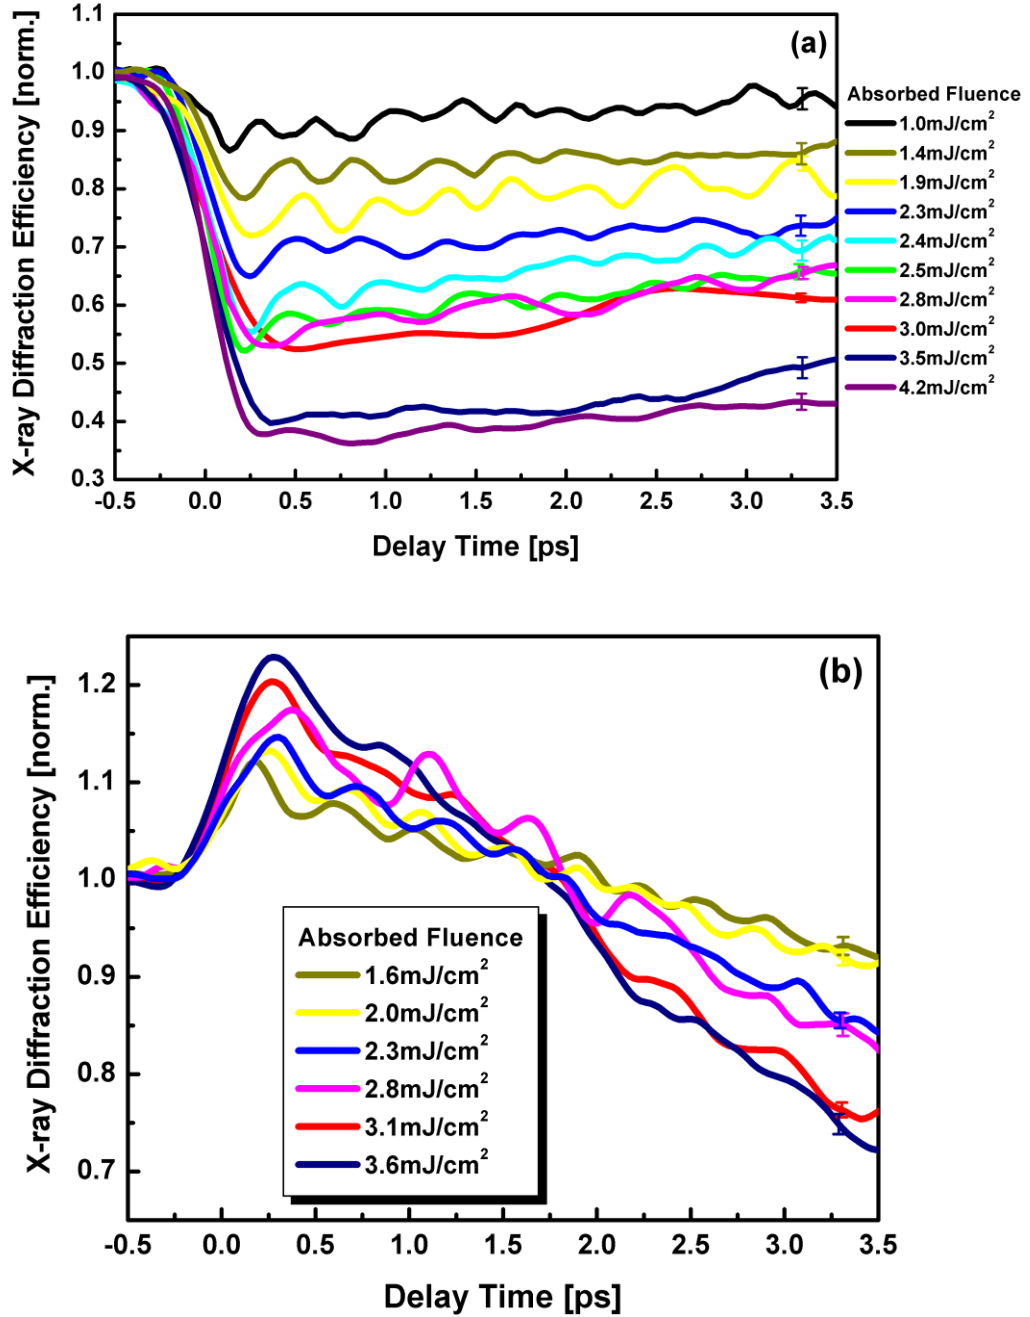 (a)
X-ray Diffraction Efficiency [norm.]
1.1
1.0
0.9
0.8
0.7
0.6
0.5
0.4
0.3
-0.5 0.0 0.5 1.0 1.5 2.0 2.5 3.0 3.5
Delay Time [ps]
Absorbed Fluence
1.0mJ/cm²
1.4mJ/cm²
1.9mJ/cm²
2.3mJ/cm²
2.4mJ/cm²
2.5mJ/cm²
2.8mJ/cm²
3.0mJ/cm²
3.5mJ/cm²
4.2mJ/cm²
(b)
X-ray Diffraction Efficiency [norm.]
1.2
1.1
1.0
0.9
0.8
0.7
Absorbed Fluence
1.6mJ/cm²
2.0mJ/cm²
2.3mJ/cm²
2.8mJ/cm²
3.1mJ/cm²
3.6mJ/cm²
-0.5 0.0 0.5 1.0 1.5 2.0 2.5 3.0 3.5
Delay Time [ps]